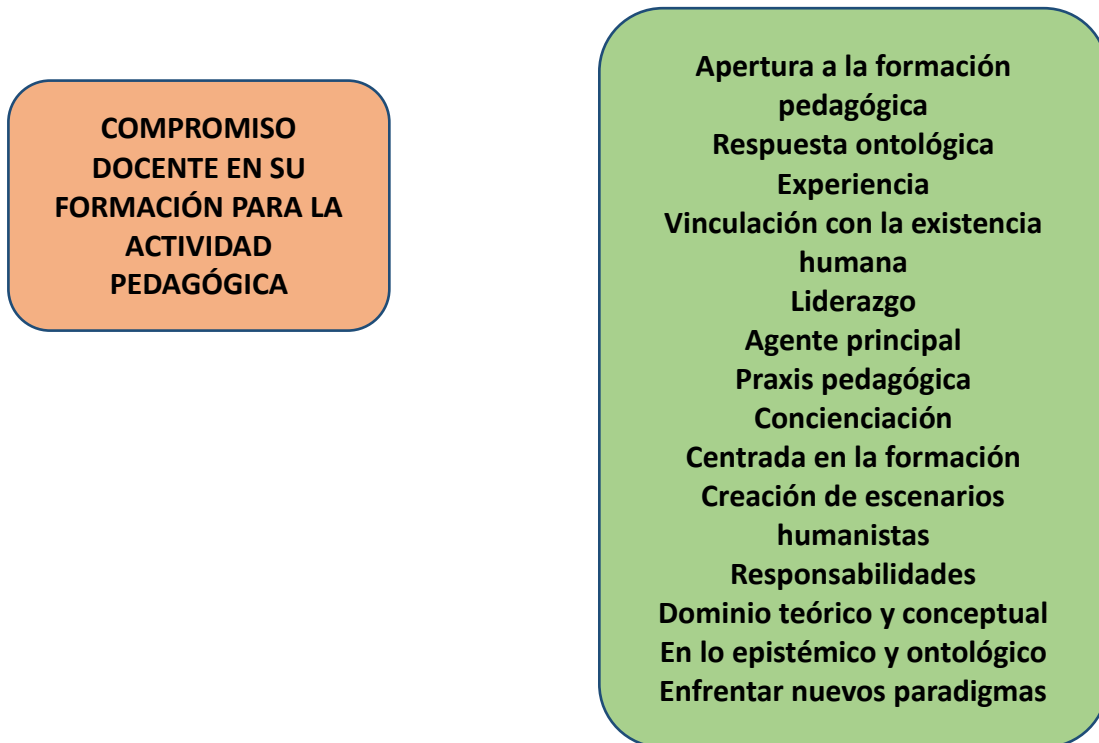 COMPROMISO
DOCENTE EN SU
FORMACIÓN PARA LA
ACTIVIDAD
PEDAGÓGICA
Apertura a la formación
pedagógica
Respuesta ontológica
Experiencia
Vinculación con la existencia
humana
Liderazgo
Agente principal
Praxis pedagógica
Concienciación
Centrada en la formación
Creación de escenarios
humanistas
Responsabilidades
Dominio teórico y conceptual
En lo epistémico y ontológico
Enfrentar nuevos paradigmas